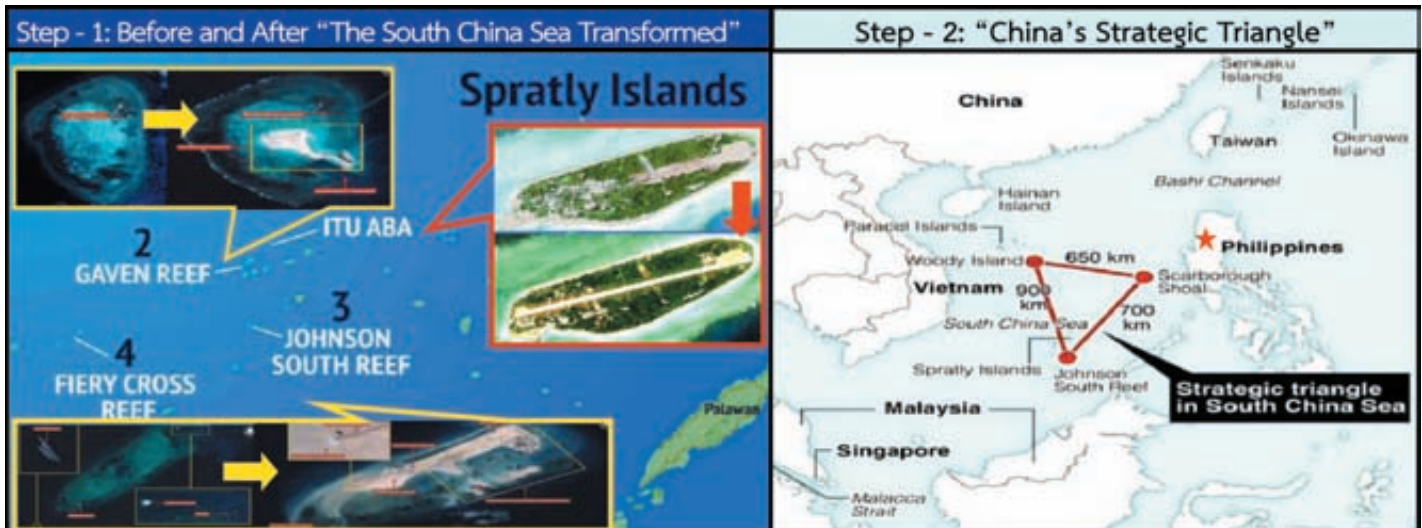 Step - 1: Before and After “The South China Sea Transformed”
Spratly Islands
ITU ABA
2
GAVEN REEF
3
JOHNSON
SOUTH REEF
4
FIERY CROSS
REEF
Palawan
Step - 2: “China’s Strategic Triangle”
Senkaku
Islands
Nansei
Islands
China
Taiwan
Okinawa
Island
Bashi Channel
Hainan
Island
Paracel Islands
Woody Island
650 km
Philippines
Scarborough
Shoal
Vietnam
900
km
700
km
South China Sea
Spratly Islands
Johnson
South Reef
Strategic triangle
in South China Sea
Malaysia
Singapore
Malacca
Strait